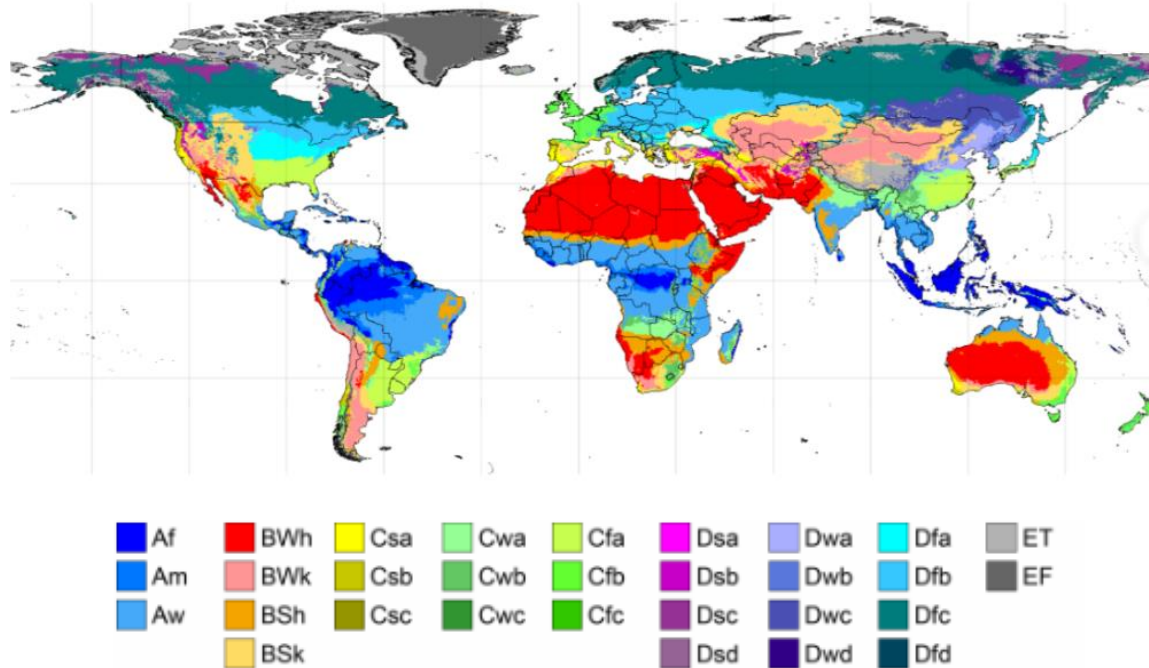 Af BWh Csa Cwa Cfa Dsa Dwa Dfa ET
Am BWk Csb Cwb Cfb Dsb Dwb Dfb EF
Aw BSh Csc Cwc Cfc Dsc Dwc Dfc
BSk Dsd Dwd Dfd